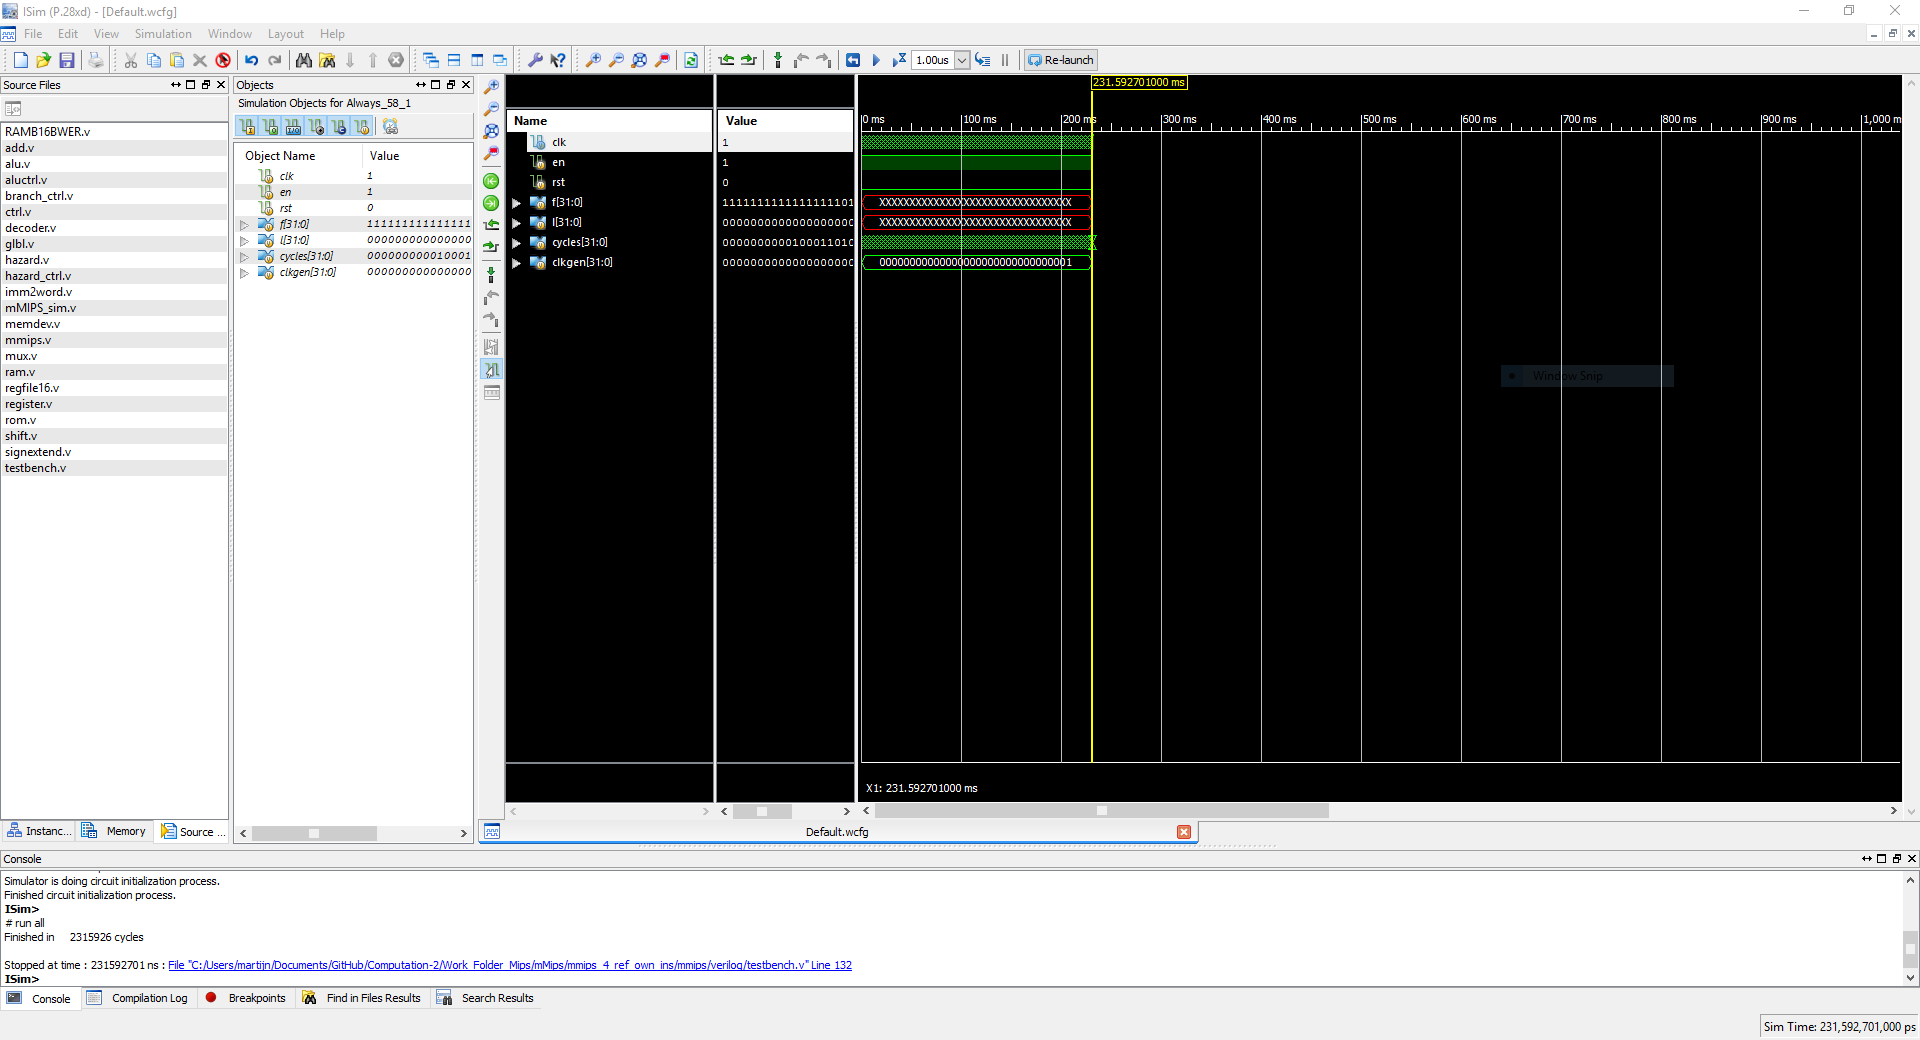 ISim (P.28xd) - [Default.wcfg]
File Edit View Simulation Window Layout Help
1.00us Re-launch
Source Files
RAMB16BWER.v
add.v
alu.v
aluctrl.v
branch_ctrl.v
ctrl.v
decoder.v
glbl.v
hazard.v
hazard_ctrl.v
imm2word.v
mMIPS_sim.v
memdev.v
mmips.v
mux.v
ram.v
regfile16.v
register.v
rom.v
shift.v
signextend.v
testbench.v
Instanc... Memory Source ...
Objects
Simulation Objects for Always_58_1
Object Name Value
clk 1
en 1
rst 0
f[31:0] 11111111111111111
l[31:0] 000000000000000
cycles[31:0] 000000000010001
clkgen[31:0] 000000000000000
Name Value
clk 1
en 1
rst 0
f[31:0] 1111111111111111111101
l[31:0] 0000000000000000000000
cycles[31:0] 0000000000100011010
clkgen[31:0] 0000000000000000000
231.592701000 ms
0 ms 100 ms 200 ms 300 ms 400 ms 500 ms 600 ms 700 ms 800 ms 900 ms 1,000 m
XXXXXXXXXXXXXXXXXXXXXXXXXXXXXXXX
XXXXXXXXXXXXXXXXXXXXXXXXXXXXXXXX
00000000000000000000000000000001
Window Snip
X1: 231.592701000 ms
Default.wcfg
Console
Simulator is doing circuit initialization process.
Finished circuit initialization process.
ISim>
# run all
Finished in 2315926 cycles
Stopped at time : 231592701 ns : File "C:/Users/martijn/Documents/GitHub/Computation-2/Work_Folder_Mips/mMips/mmips_4_ref_own_ins/mmips/verilog/testbench.v" Line 132
ISim>
Console Compilation Log Breakpoints Find in Files Results Search Results
Sim Time: 231,592,701,000 ps